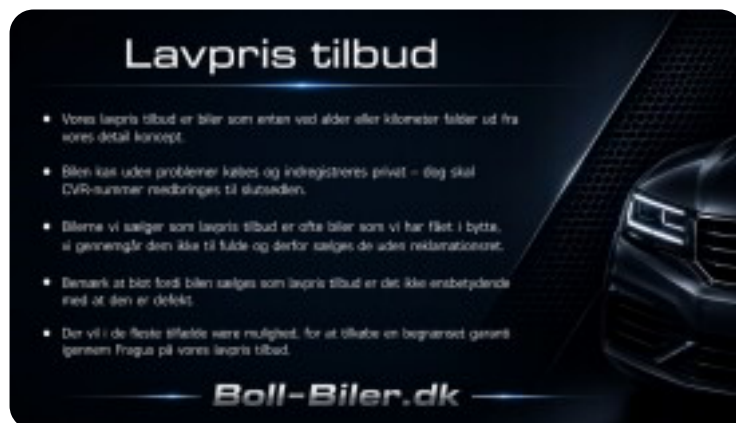 Lavpris tilbud
• Vores lavpris tilbud er biler som enten ved alder eller kilometer falder ud fra
vores detail koncept.
• Bilen kan uden problemer købes og indregistreres privat – dog skal
CVR-nummer medbringes til slutsedlen.
• Bilerne vi sælger som lavpris tilbud er ofte biler som vi har fået i bytte,
vi gennemgår dem ikke til fulde og derfor sælges de uden reklamationsret.
• Bemærk at blot fordi bilen sælges som lavpris tilbud er det ikke ensbetydende
med at den er defekt.
• Der vil i de fleste tilfælde være mulighed, for at tilkøbe en begrænset garanti
igennem Fragus på vores lavpris tilbud.
Boll-Biler.dk